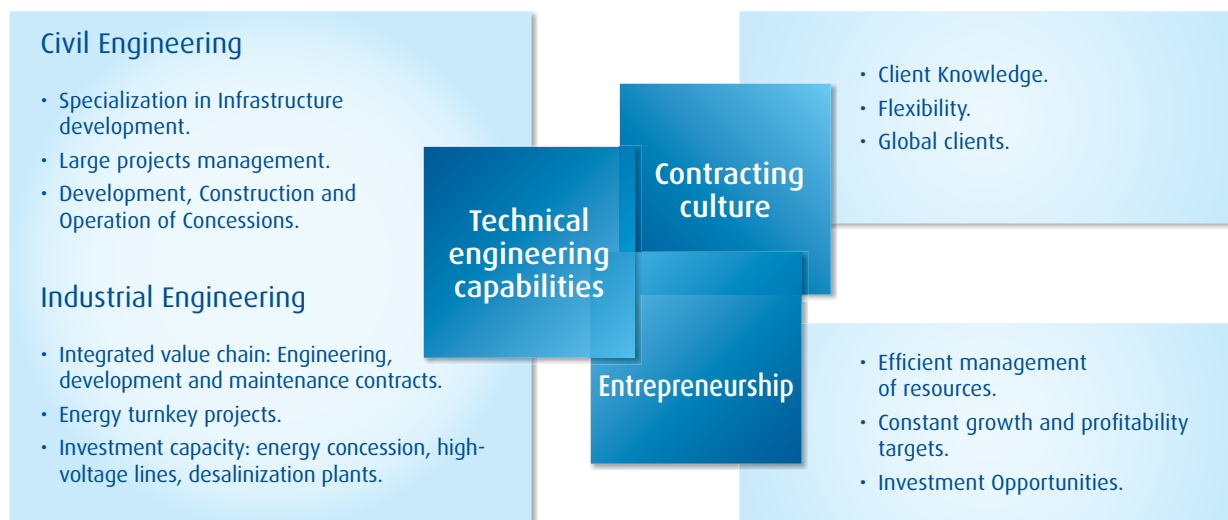 Civil Engineering
• Specialization in Infrastructure
development.
• Large projects management.
• Development, Construction and
Operation of Concessions.
Industrial Engineering
• Integrated value chain: Engineering,
development and maintenance contracts.
• Energy turnkey projects.
• Investment capacity: energy concession, high-
voltage lines, desalinization plants.
Technical
engineering
capabilities
Contracting
culture
Entrepreneurship
• Client Knowledge.
• Flexibility.
• Global clients.
• Efficient management
of resources.
• Constant growth and profitability
targets.
• Investment Opportunities.